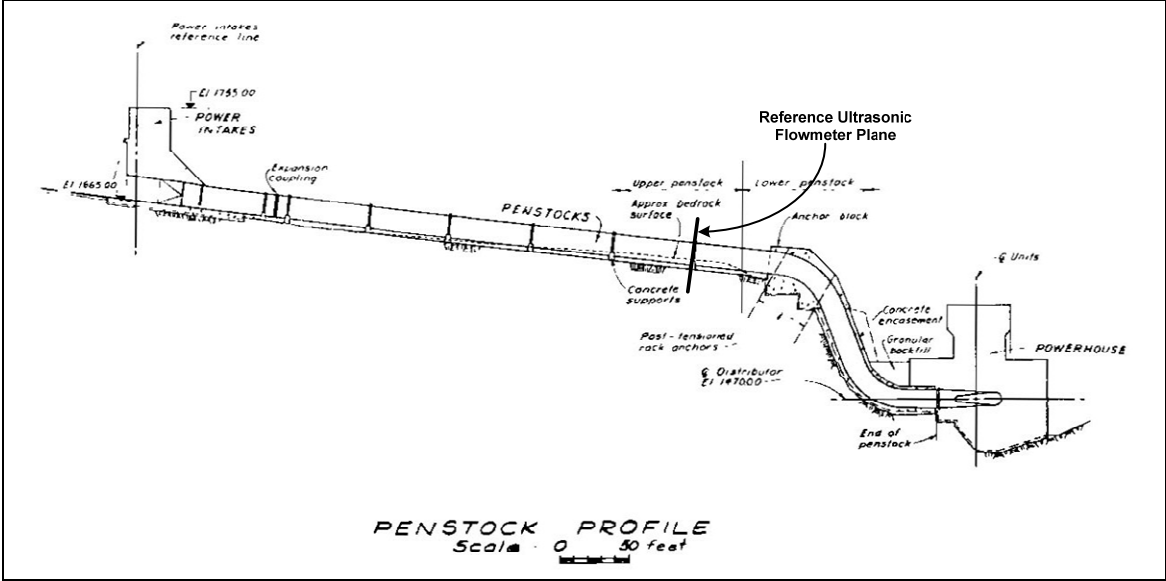 Power intakes
reference line
El 1755.00
POWER
INTAKES
Reference Ultrasonic
Flowmeter Plane
Expansion
coupling
El 1665.00
Upper penstock
Lower penstock
PENSTOCKS
Approx bedrock
surface
Anchor block
℄ Units
Concrete
supports
Concrete
encasement
Post-tensioned
rock anchors
Granular
backfill
POWERHOUSE
℄ Distributor
El 1470.00
End of
penstock
PENSTOCK PROFILE
Scale 0 50 feet